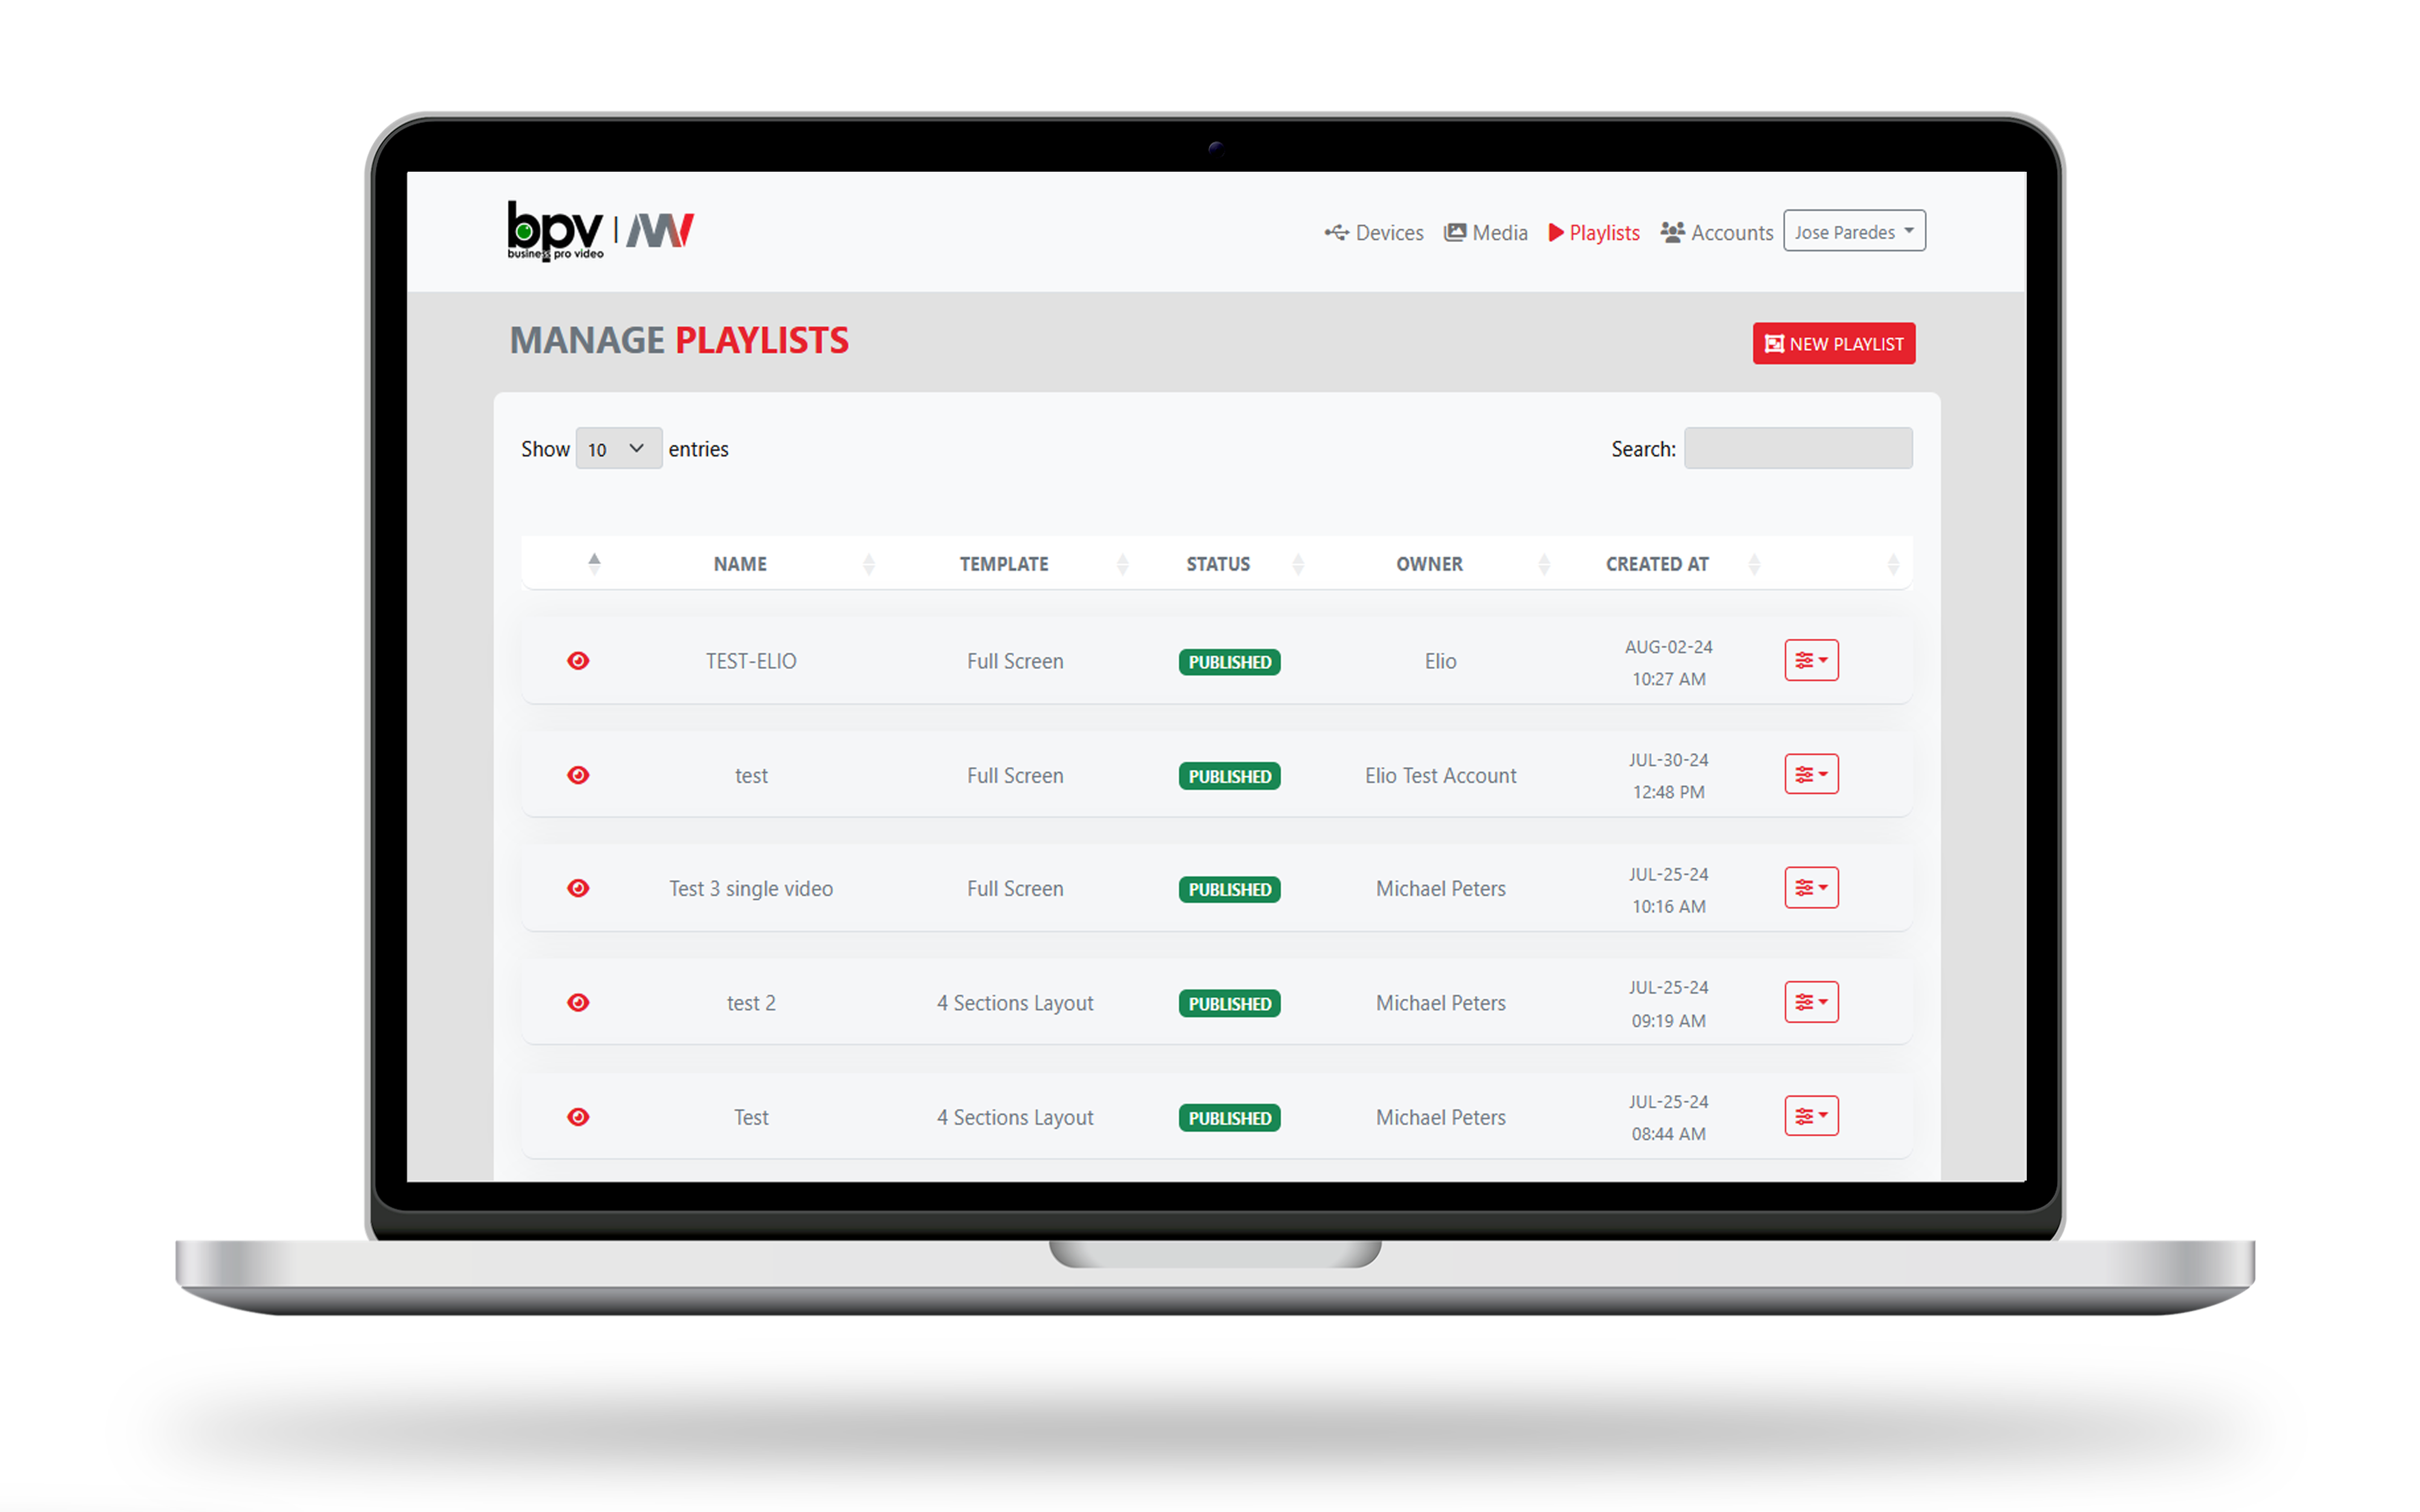 bpv
business pro video
Devices Media Playlists Accounts Jose Paredes
MANAGE PLAYLISTS
NEW PLAYLIST
Show 10 entries
Search:
NAME TEMPLATE STATUS OWNER CREATED AT
TEST-ELIO Full Screen PUBLISHED Elio AUG-02-24
10:27 AM
test Full Screen PUBLISHED Elio Test Account JUL-30-24
12:48 PM
Test 3 single video Full Screen PUBLISHED Michael Peters JUL-25-24
10:16 AM
test 2 4 Sections Layout PUBLISHED Michael Peters JUL-25-24
09:19 AM
Test 4 Sections Layout PUBLISHED Michael Peters JUL-25-24
08:44 AM